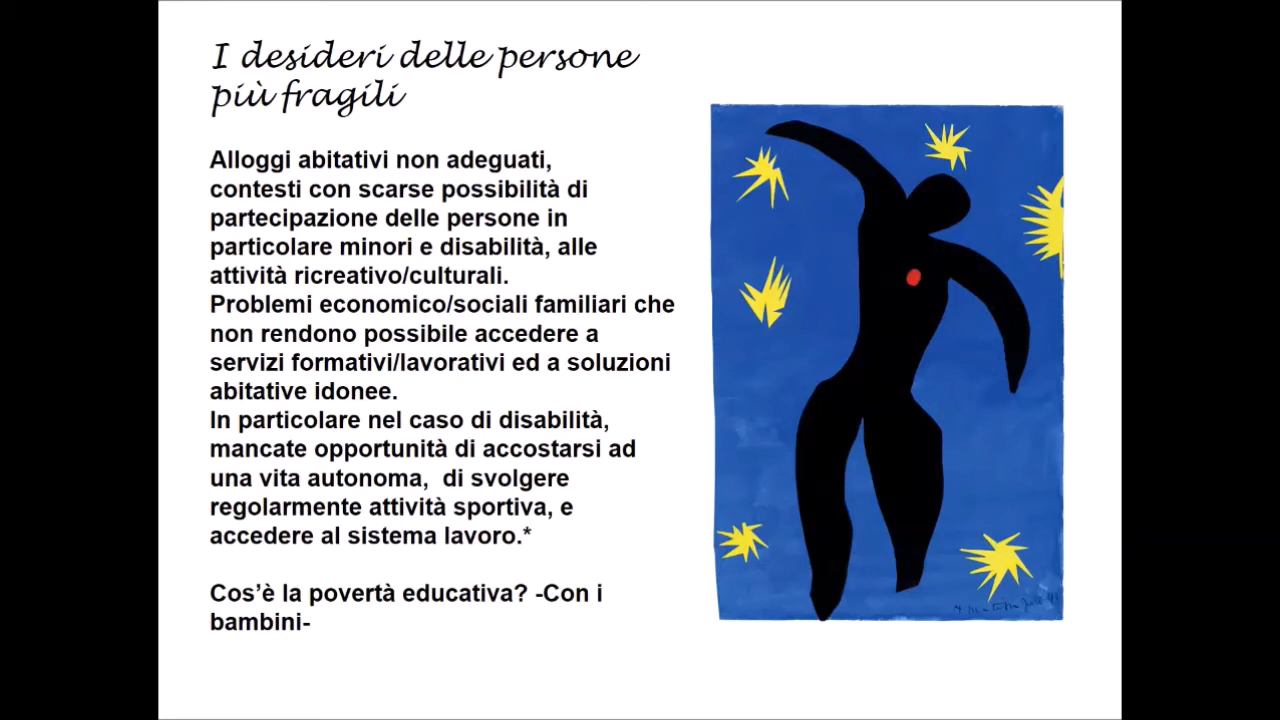 I desideri delle persone
più fragili
Alloggi abitativi non adeguati,
contesti con scarse possibilità di
partecipazione delle persone in
particolare minori e disabilità, alle
attività ricreativo/culturali.
Problemi economico/sociali familiari che
non rendono possibile accedere a
servizi formativi/lavorativi ed a soluzioni
abitative idonee.
In particolare nel caso di disabilità,
mancate opportunità di accostarsi ad
una vita autonoma,  di svolgere
regolarmente attività sportiva, e
accedere al sistema lavoro.*
Cos’è la povertà educativa? -Con i
bambini-